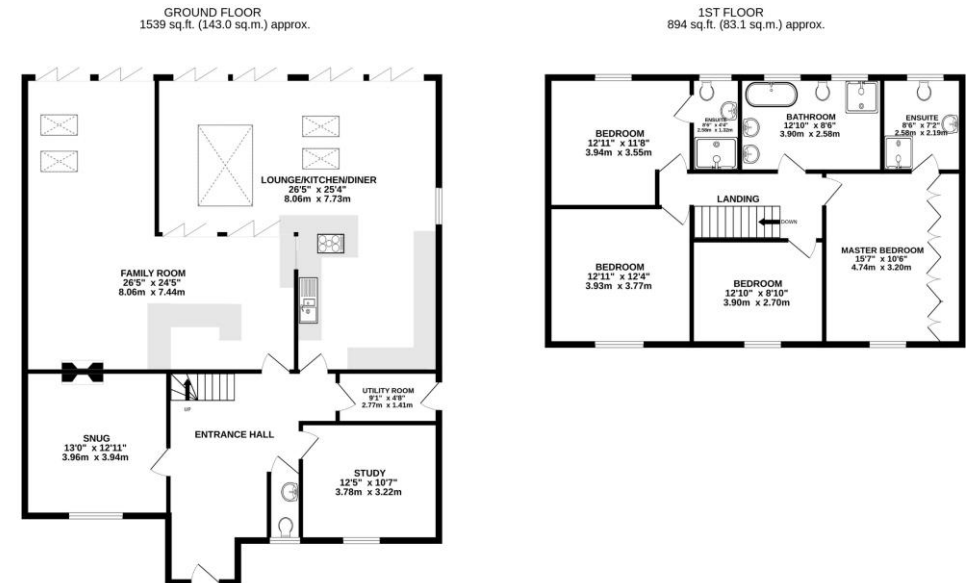 GROUND FLOOR
1539 sq.ft. (143.0 sq.m.) approx.
LOUNGE/KITCHEN/DINER
26'5" x 25'4"
8.06m x 7.73m
FAMILY ROOM
26'5" x 24'5"
8.06m x 7.44m
UP
UTILITY ROOM
9'1" x 4'8"
2.77m x 1.41m
SNUG
13'0" x 12'11"
3.96m x 3.94m
ENTRANCE HALL
STUDY
12'5" x 10'7"
3.78m x 3.22m
1ST FLOOR
894 sq.ft. (83.1 sq.m.) approx.
BEDROOM
12'11" x 11'8"
3.94m x 3.55m
ENSUITE
2.90m x 1.32m
BATHROOM
12'10" x 8'6"
3.90m x 2.58m
ENSUITE
8'6" x 7'2"
2.58m x 2.19m
LANDING
DOWN
MASTER BEDROOM
15'7" x 10'6"
4.74m x 3.20m
BEDROOM
12'11" x 12'4"
3.93m x 3.77m
BEDROOM
12'10" x 8'10"
3.90m x 2.70m